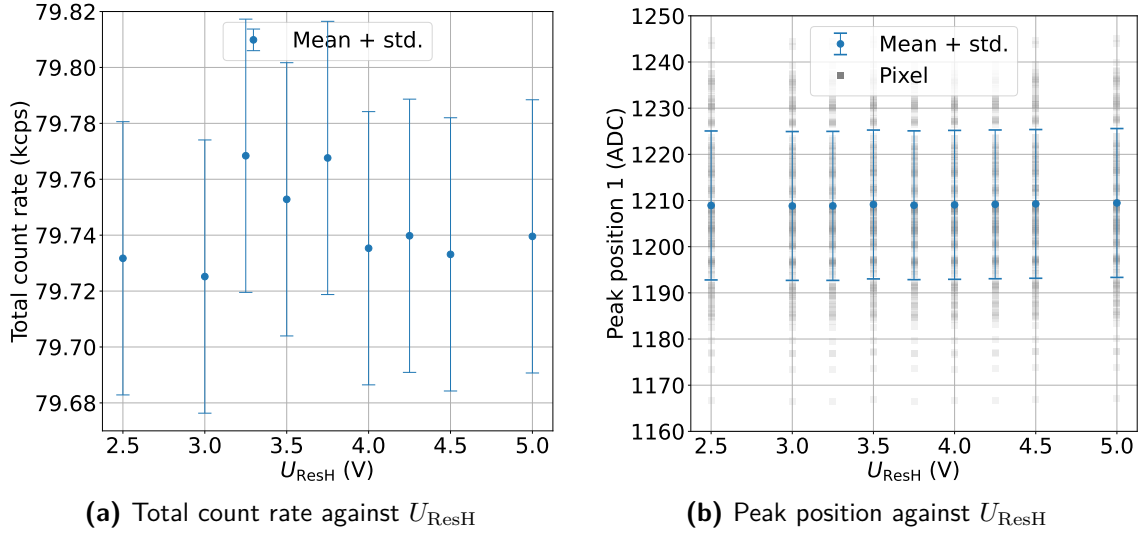 79.82
79.80
79.78
79.76
79.74
79.72
79.70
79.68
Total count rate (kcps)
Mean + std.
2.5 3.0 3.5 4.0 4.5 5.0
U_ResH (V)
(a) Total count rate against U_ResH
1250
1240
1230
1220
1210
1200
1190
1180
1170
1160
Peak position 1 (ADC)
Mean + std.
Pixel
2.5 3.0 3.5 4.0 4.5 5.0
U_ResH (V)
(b) Peak position against U_ResH